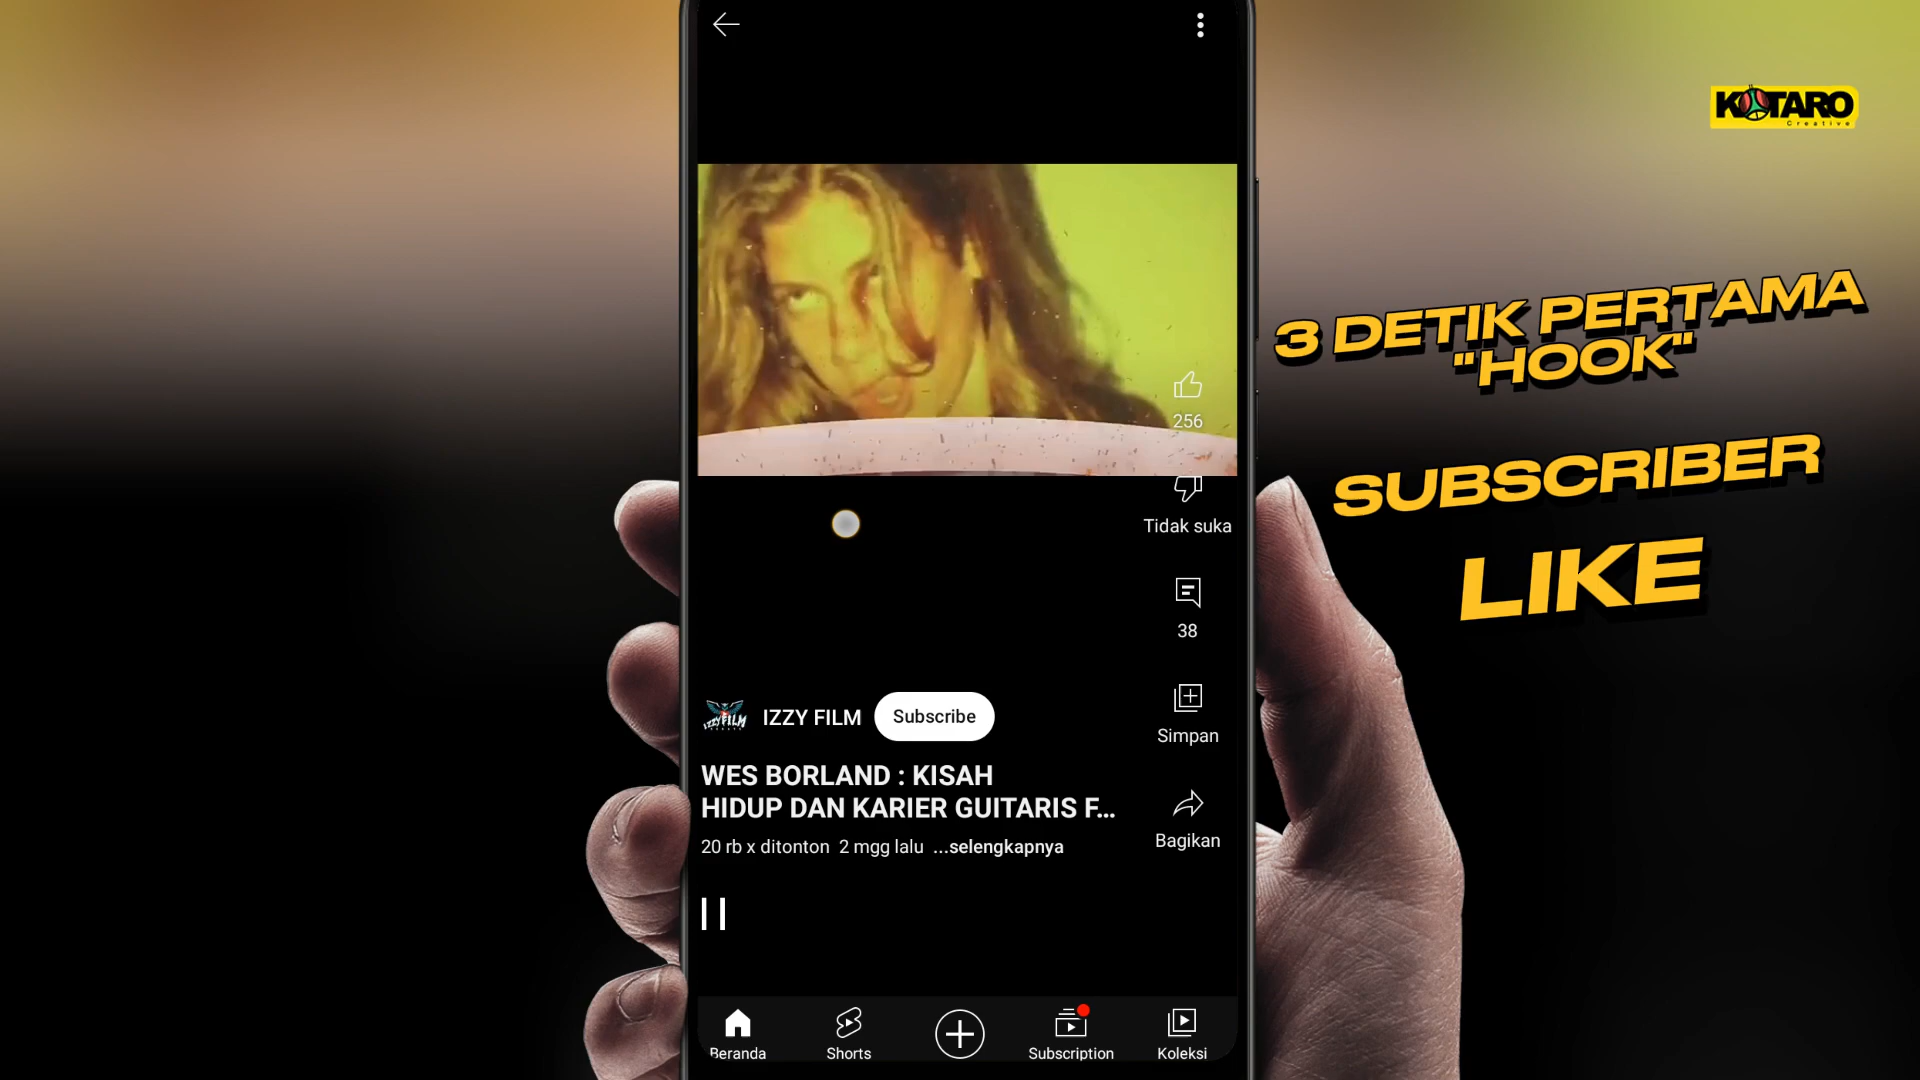 KOTARO
Creative
3 DETIK PERTAMA
"HOOK"
SUBSCRIBER
LIKE
256
Tidak suka
38
Simpan
Bagikan
IZZY FILM
Subscribe
WES BORLAND : KISAH
HIDUP DAN KARIER GUITARIS F...
20 rb x ditonton 2 mgg lalu ...selengkapnya
Beranda
Shorts
Subscription
Koleksi